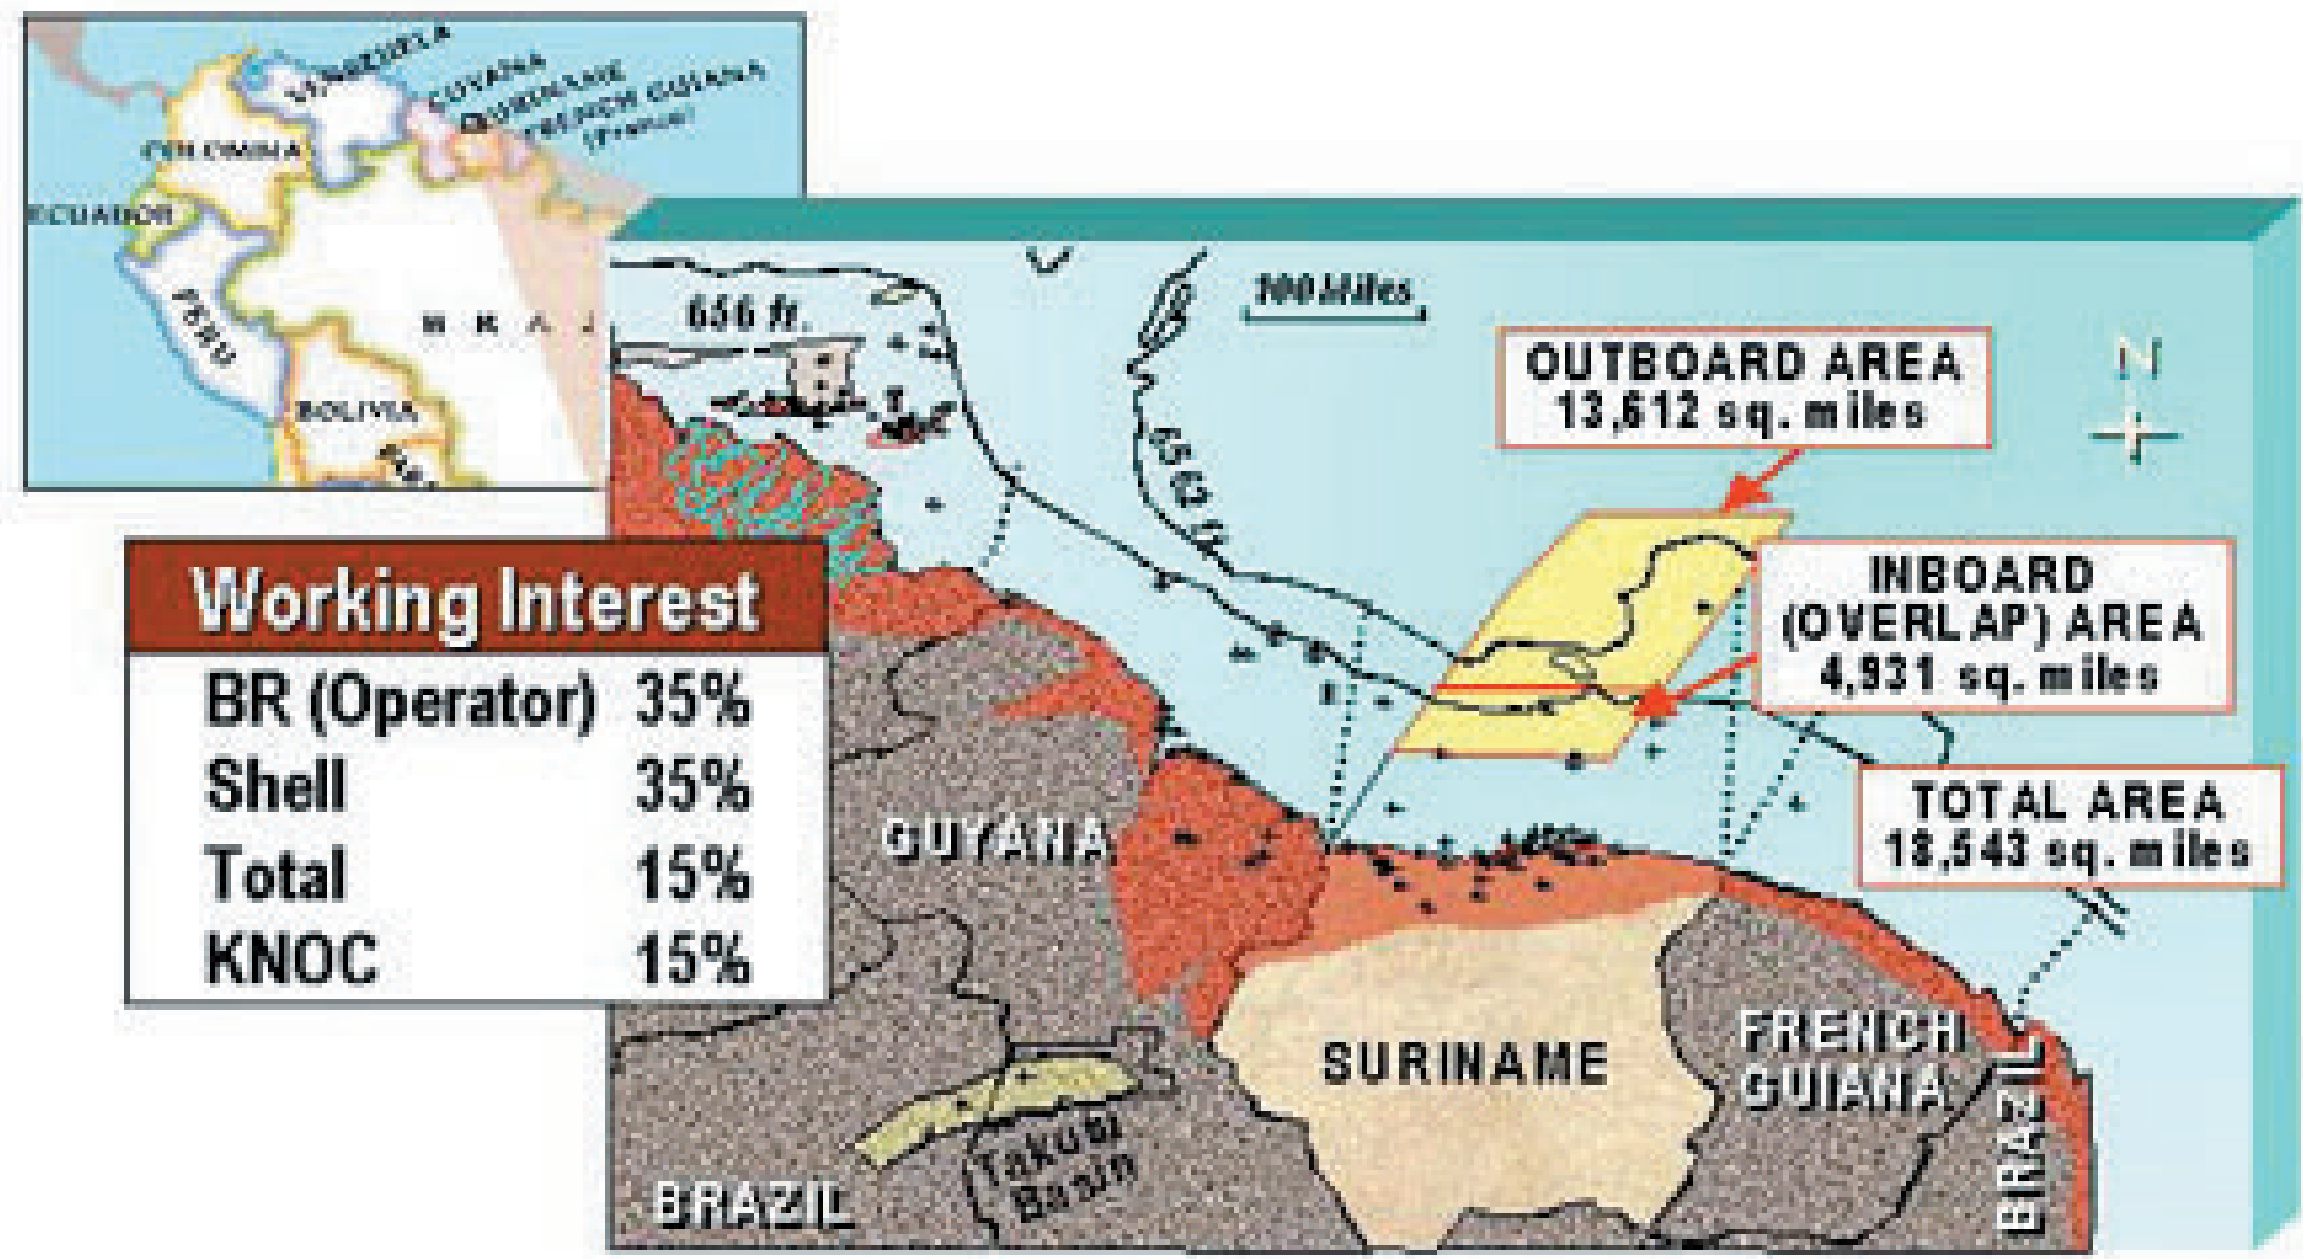 VENEZUELA
GUYANA
SURINAME
FRENCH GUIANA
(France)
COLOMBIA
ECUADOR
PERU
B R A Z
BOLIVIA
656 ft.
6562 ft.
100 Miles
N
OUTBOARD AREA
13,612 sq. miles
INBOARD
(OVERLAP) AREA
4,931 sq. miles
TOTAL AREA
18,543 sq. miles
Working Interest
BR (Operator) 35%
Shell 35%
Total 15%
KNOC 15%
GUYANA
SURINAME
FRENCH
GUIANA
BRAZIL
Takutu
Basin
BRAZIL